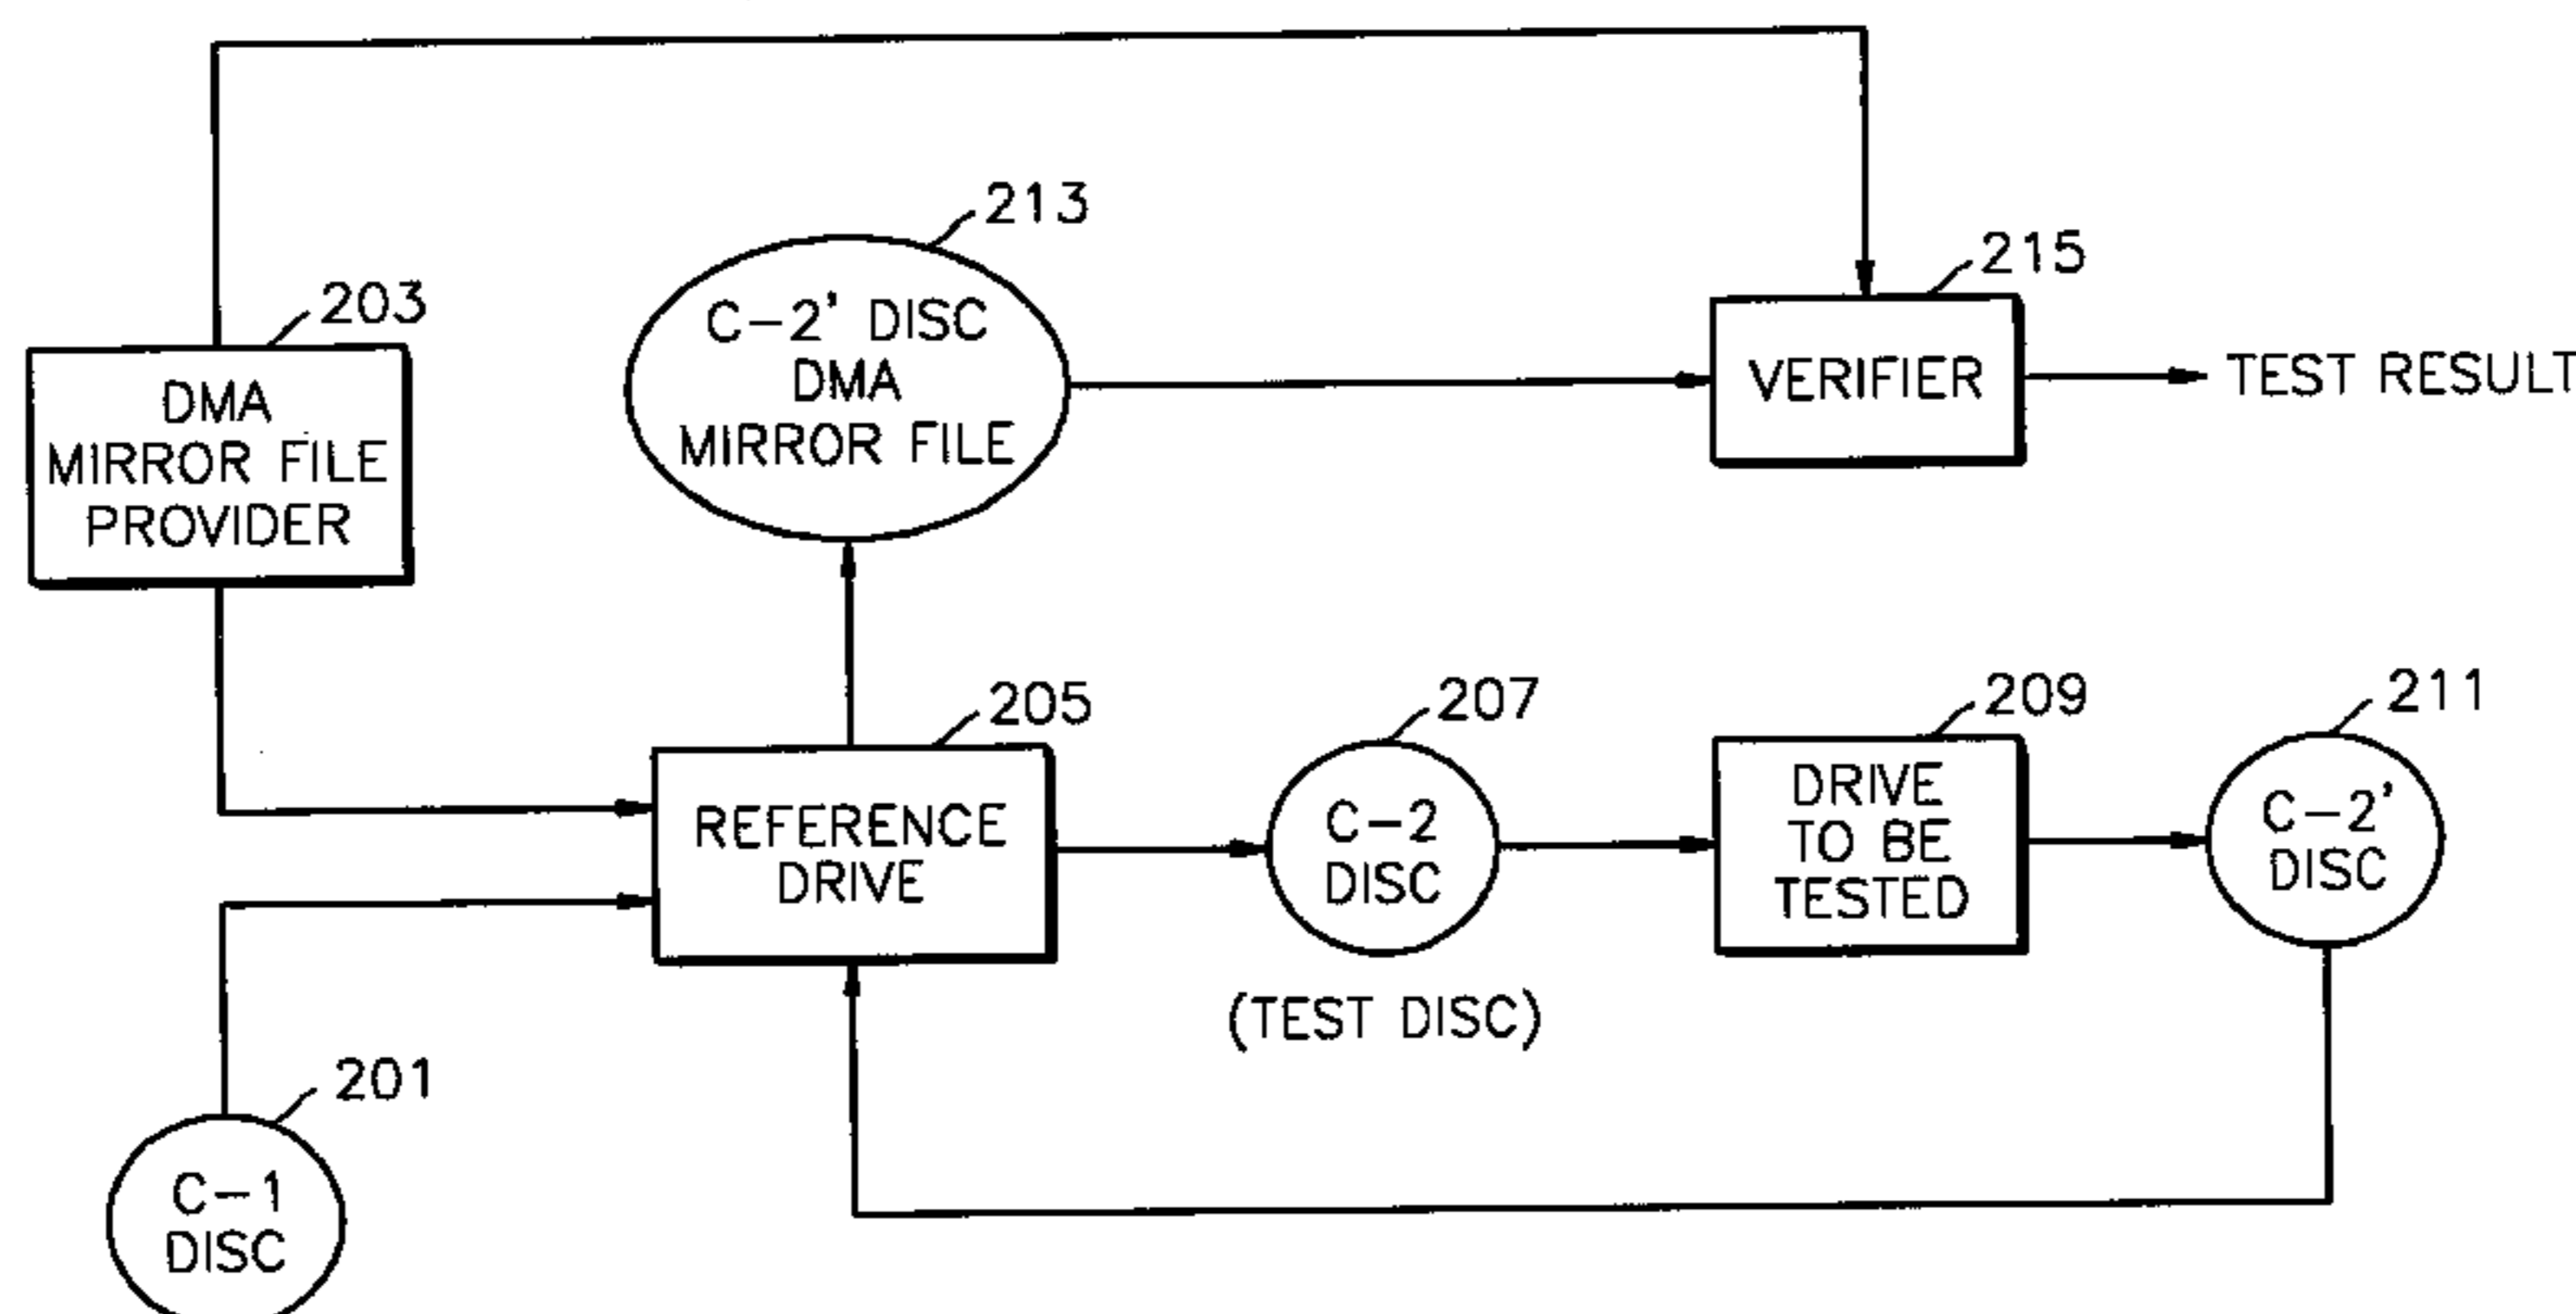 213
C-2' DISC
DMA
MIRROR FILE
215
VERIFIER
TEST RESULT
203
DMA
MIRROR FILE
PROVIDER
205
REFERENCE
DRIVE
207
C-2
DISC
(TEST DISC)
209
DRIVE
TO BE
TESTED
211
C-2'
DISC
201
C-1
DISC